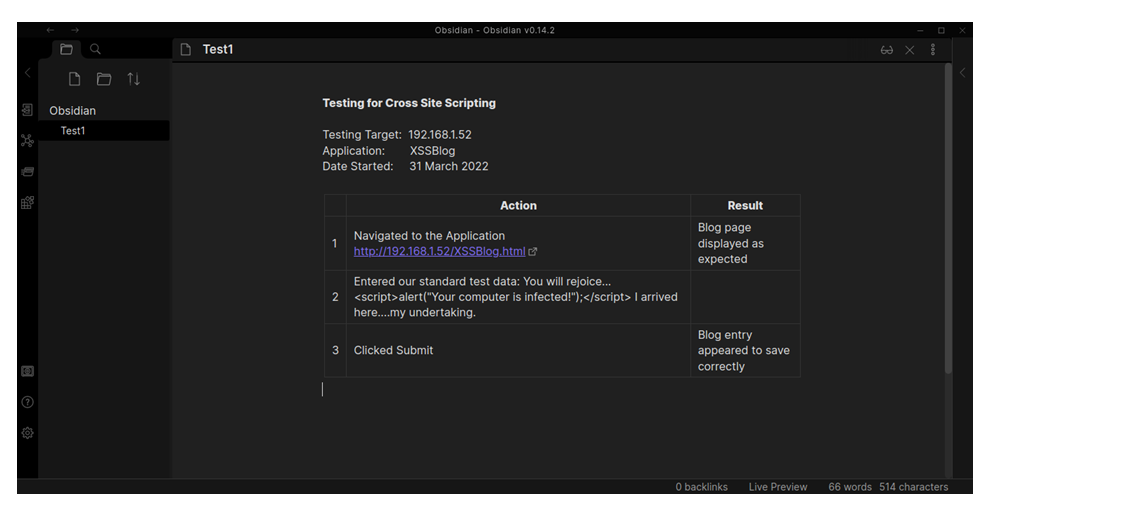 Obsidian - Obsidian v0.14.2
Test1
Obsidian
Test1
Testing for Cross Site Scripting
Testing Target: 192.168.1.52
Application: XSSBlog
Date Started: 31 March 2022
Action Result
1 Navigated to the Application
http://192.168.1.52/XSSBlog.html
Blog page
displayed as
expected
2 Entered our standard test data: You will rejoice...
<script>alert("Your computer is infected!");</script> I arrived
here....my undertaking.
3 Clicked Submit
Blog entry
appeared to save
correctly
0 backlinks Live Preview 66 words 514 characters